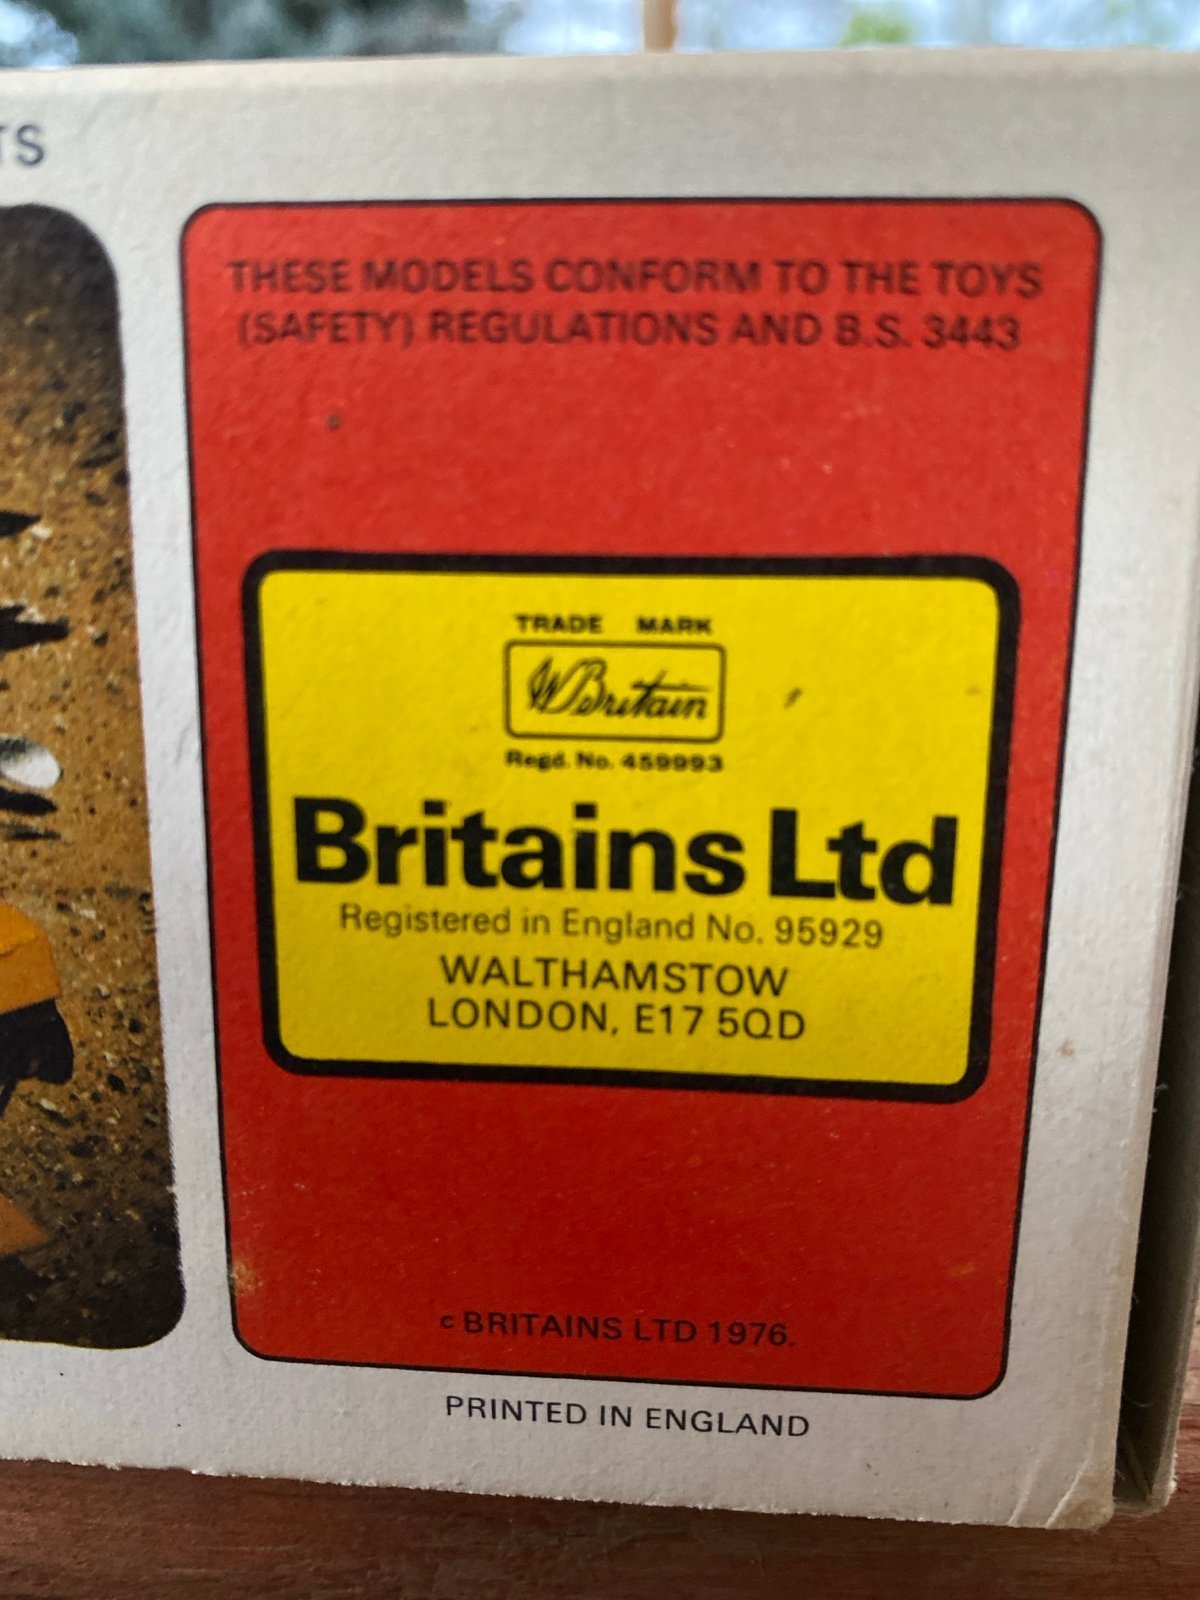 TS
THESE MODELS CONFORM TO THE TOYS
(SAFETY) REGULATIONS AND B.S. 3443
TRADE MARK
WBritain
Regd. No. 459993
Britains Ltd
Registered in England No. 95929
WALTHAMSTOW
LONDON, E17 5QD
c BRITAINS LTD 1976.
PRINTED IN ENGLAND